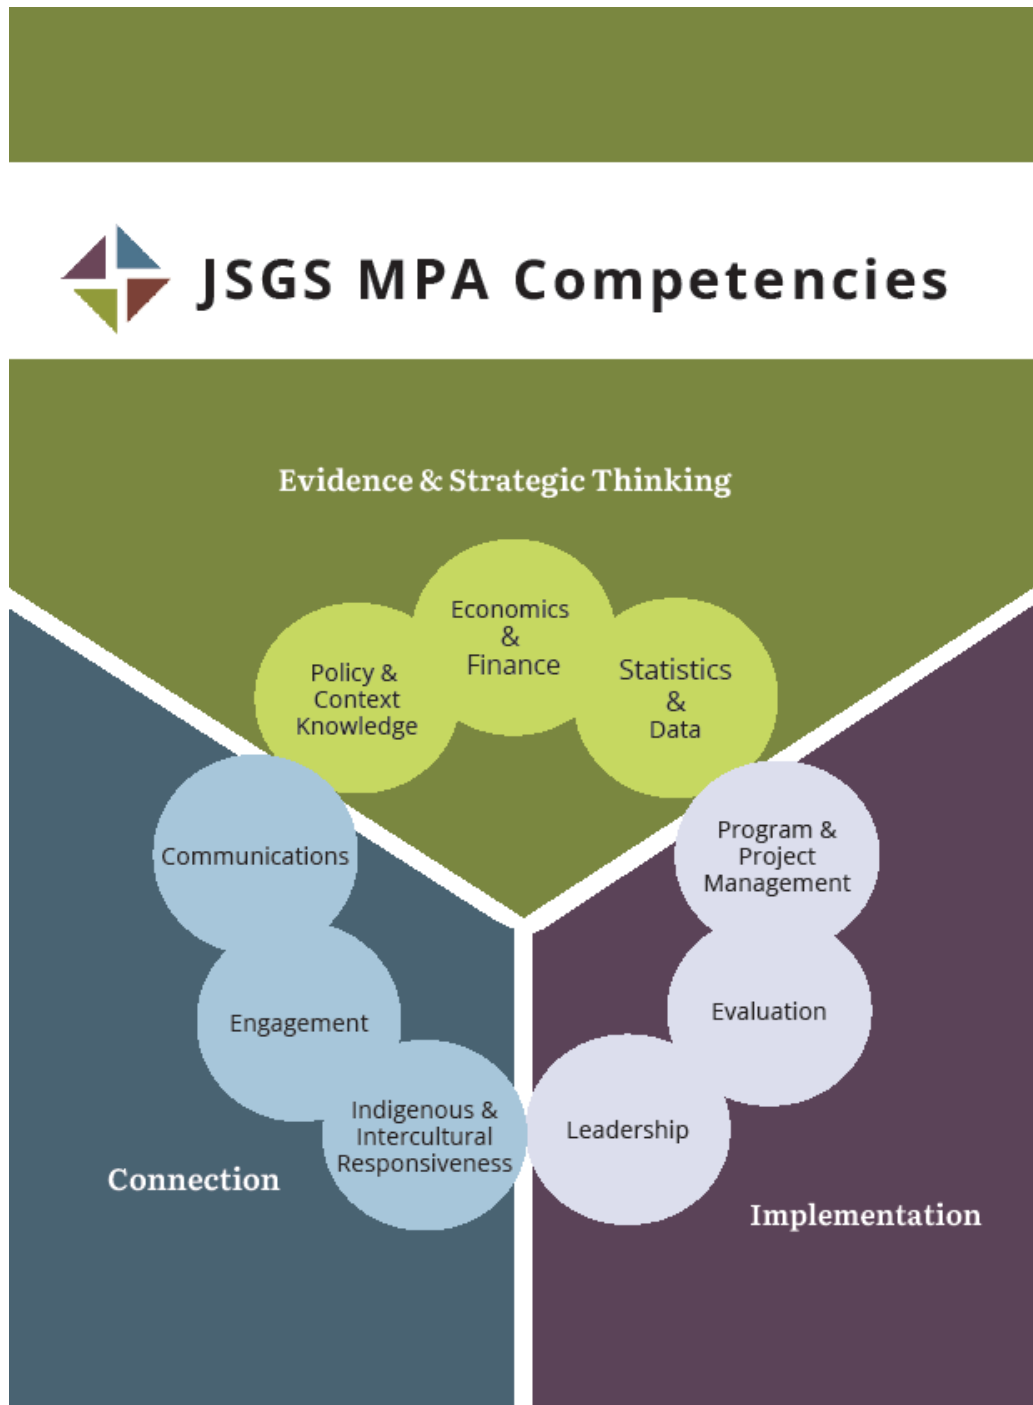 JSGS MPA Competencies
Evidence & Strategic Thinking
Policy &
Context
Knowledge
Economics
&
Finance
Statistics
&
Data
Communications
Engagement
Indigenous &
Intercultural
Responsiveness
Connection
Program &
Project
Management
Evaluation
Leadership
Implementation